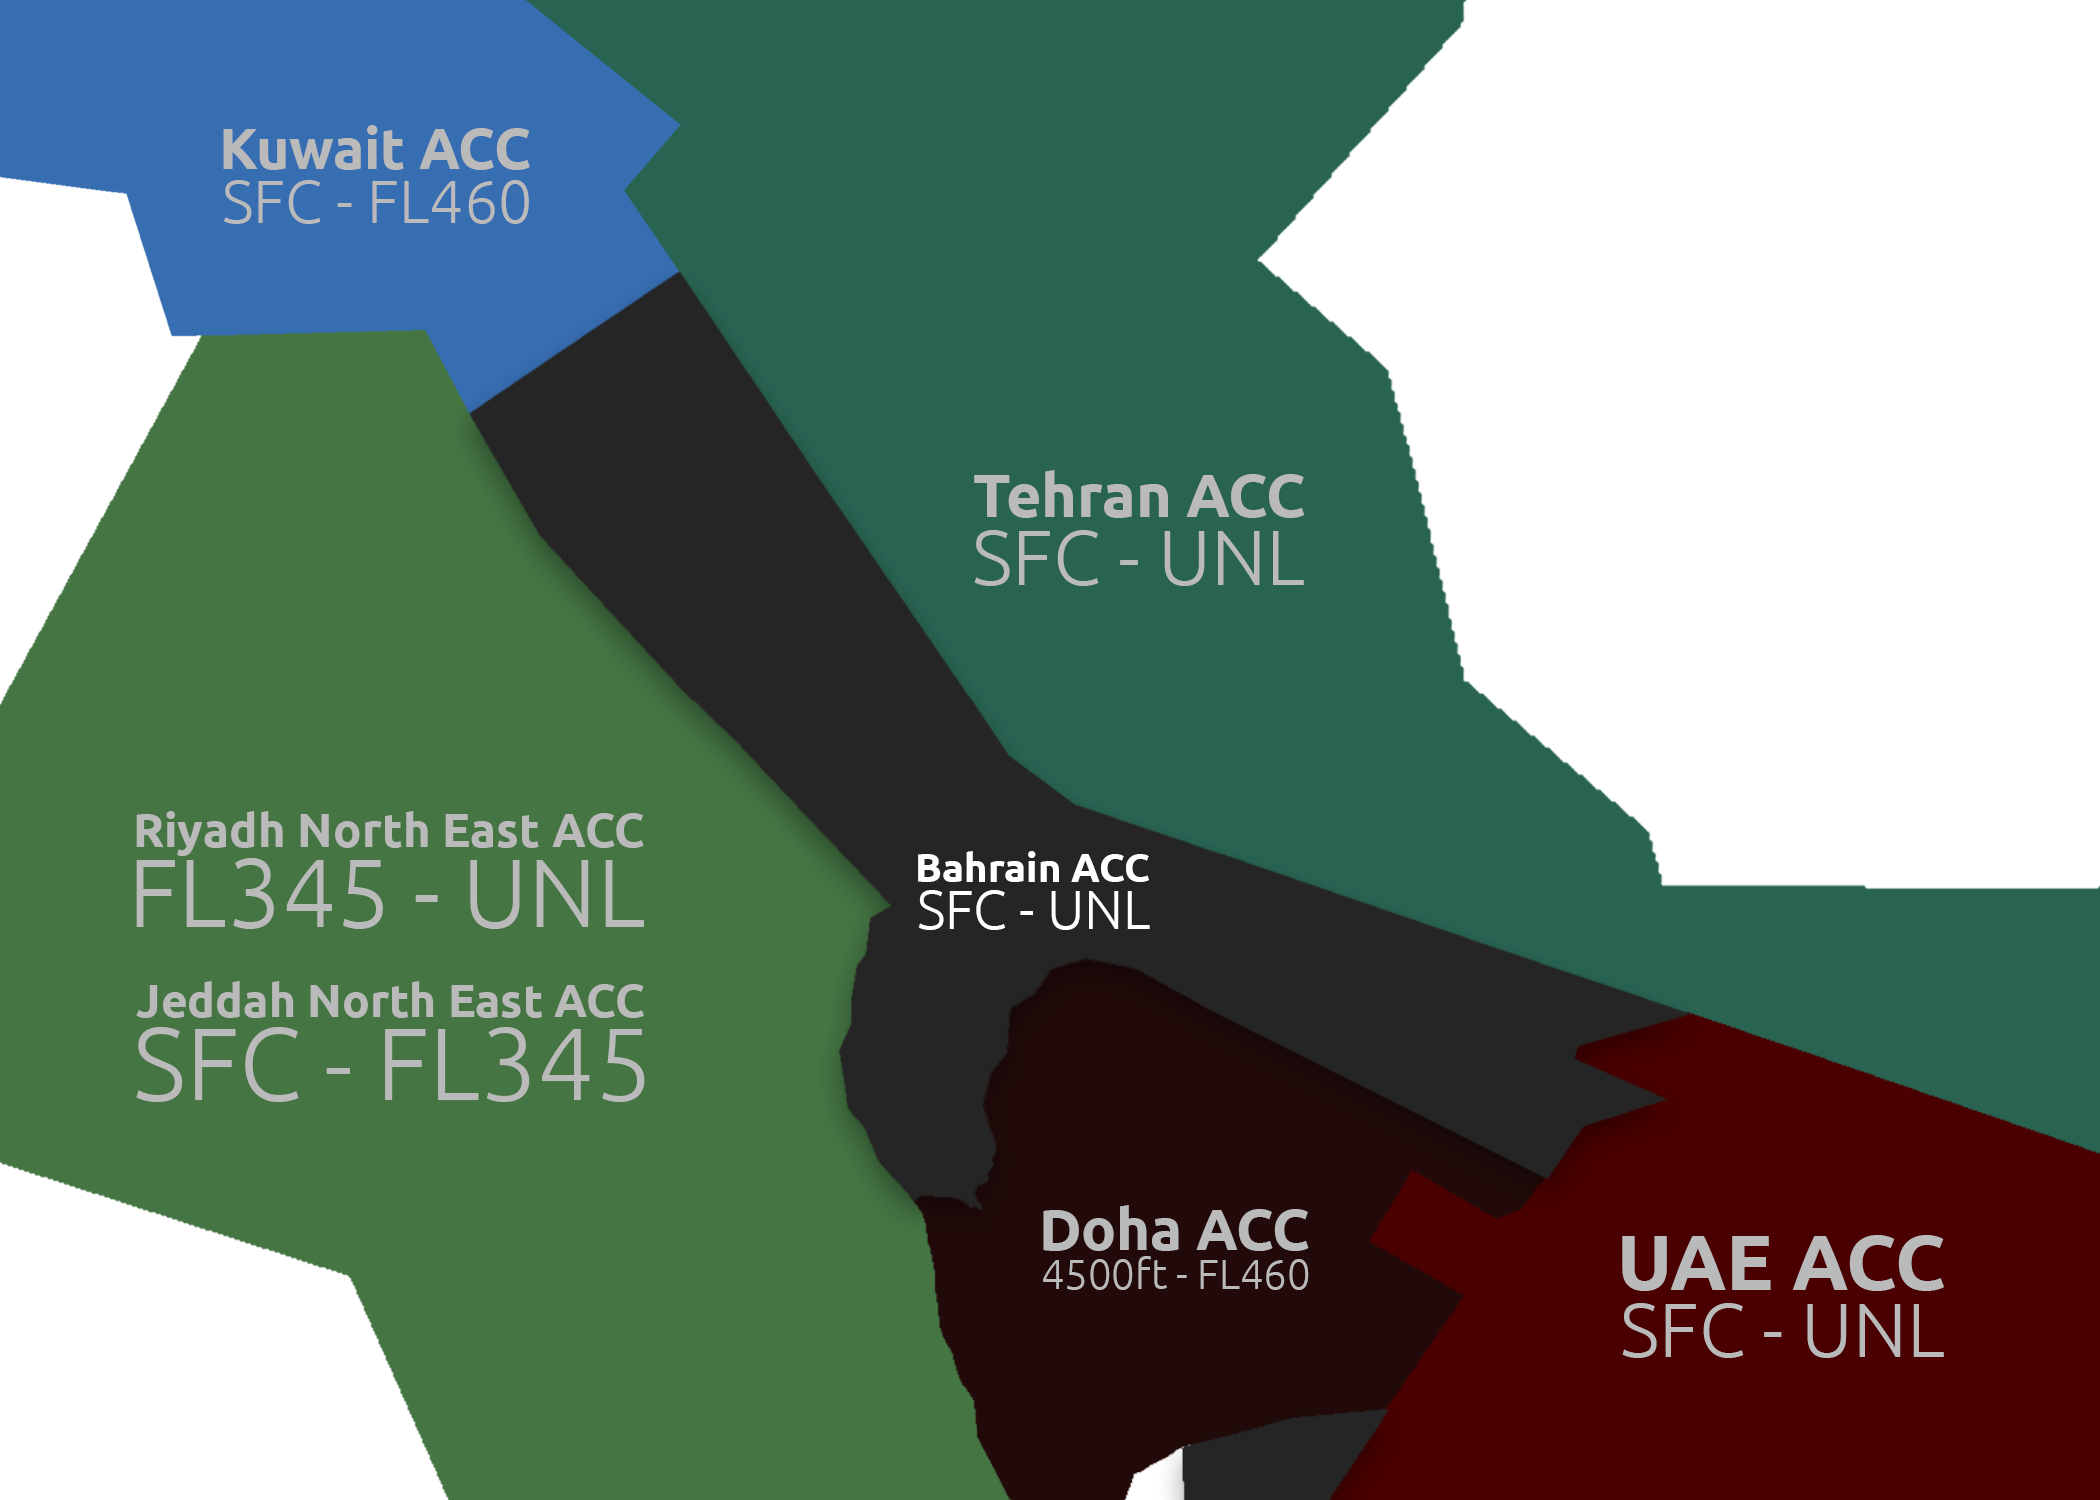 Kuwait ACC
SFC - FL460
Tehran ACC
SFC - UNL
Riyadh North East ACC
FL345 - UNL
Jeddah North East ACC
SFC - FL345
Bahrain ACC
SFC - UNL
Doha ACC
4500ft - FL460
UAE ACC
SFC - UNL